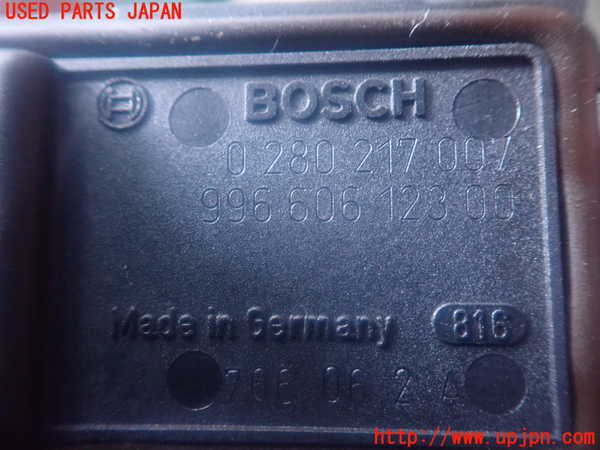 USED PARTS JAPAN
BOSCH
0 280 217 007
996 606 123 00
Made in Germany
816
http://www.upjpn.com/